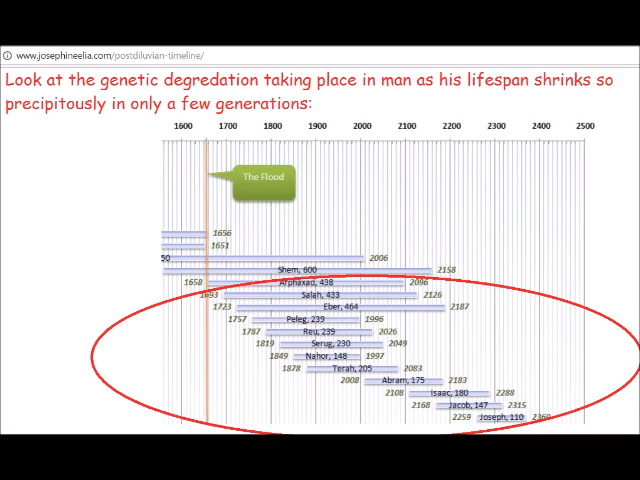 www.josephineelia.com/postdiluvian-timeline/
Look at the genetic degredation taking place in man as his lifespan shrinks so
precipitously in only a few generations:
1600 1700 1800 1900 2000 2100 2200 2300 2400 2500
The Flood
1656
1651
50 2006
Shem, 600 2158
1658 Arphaxad, 438 2096
1693 Salah, 433 2126
1723 Eber, 464 2187
1757 Peleg, 239 1996
1787 Reu, 239 2026
1819 Serug, 230 2049
1849 Nahor, 148 1997
1878 Terah, 205 2083
2008 Abram, 175 2183
2108 Isaac, 180 2288
2168 Jacob, 147 2315
2259 Joseph, 110 2369